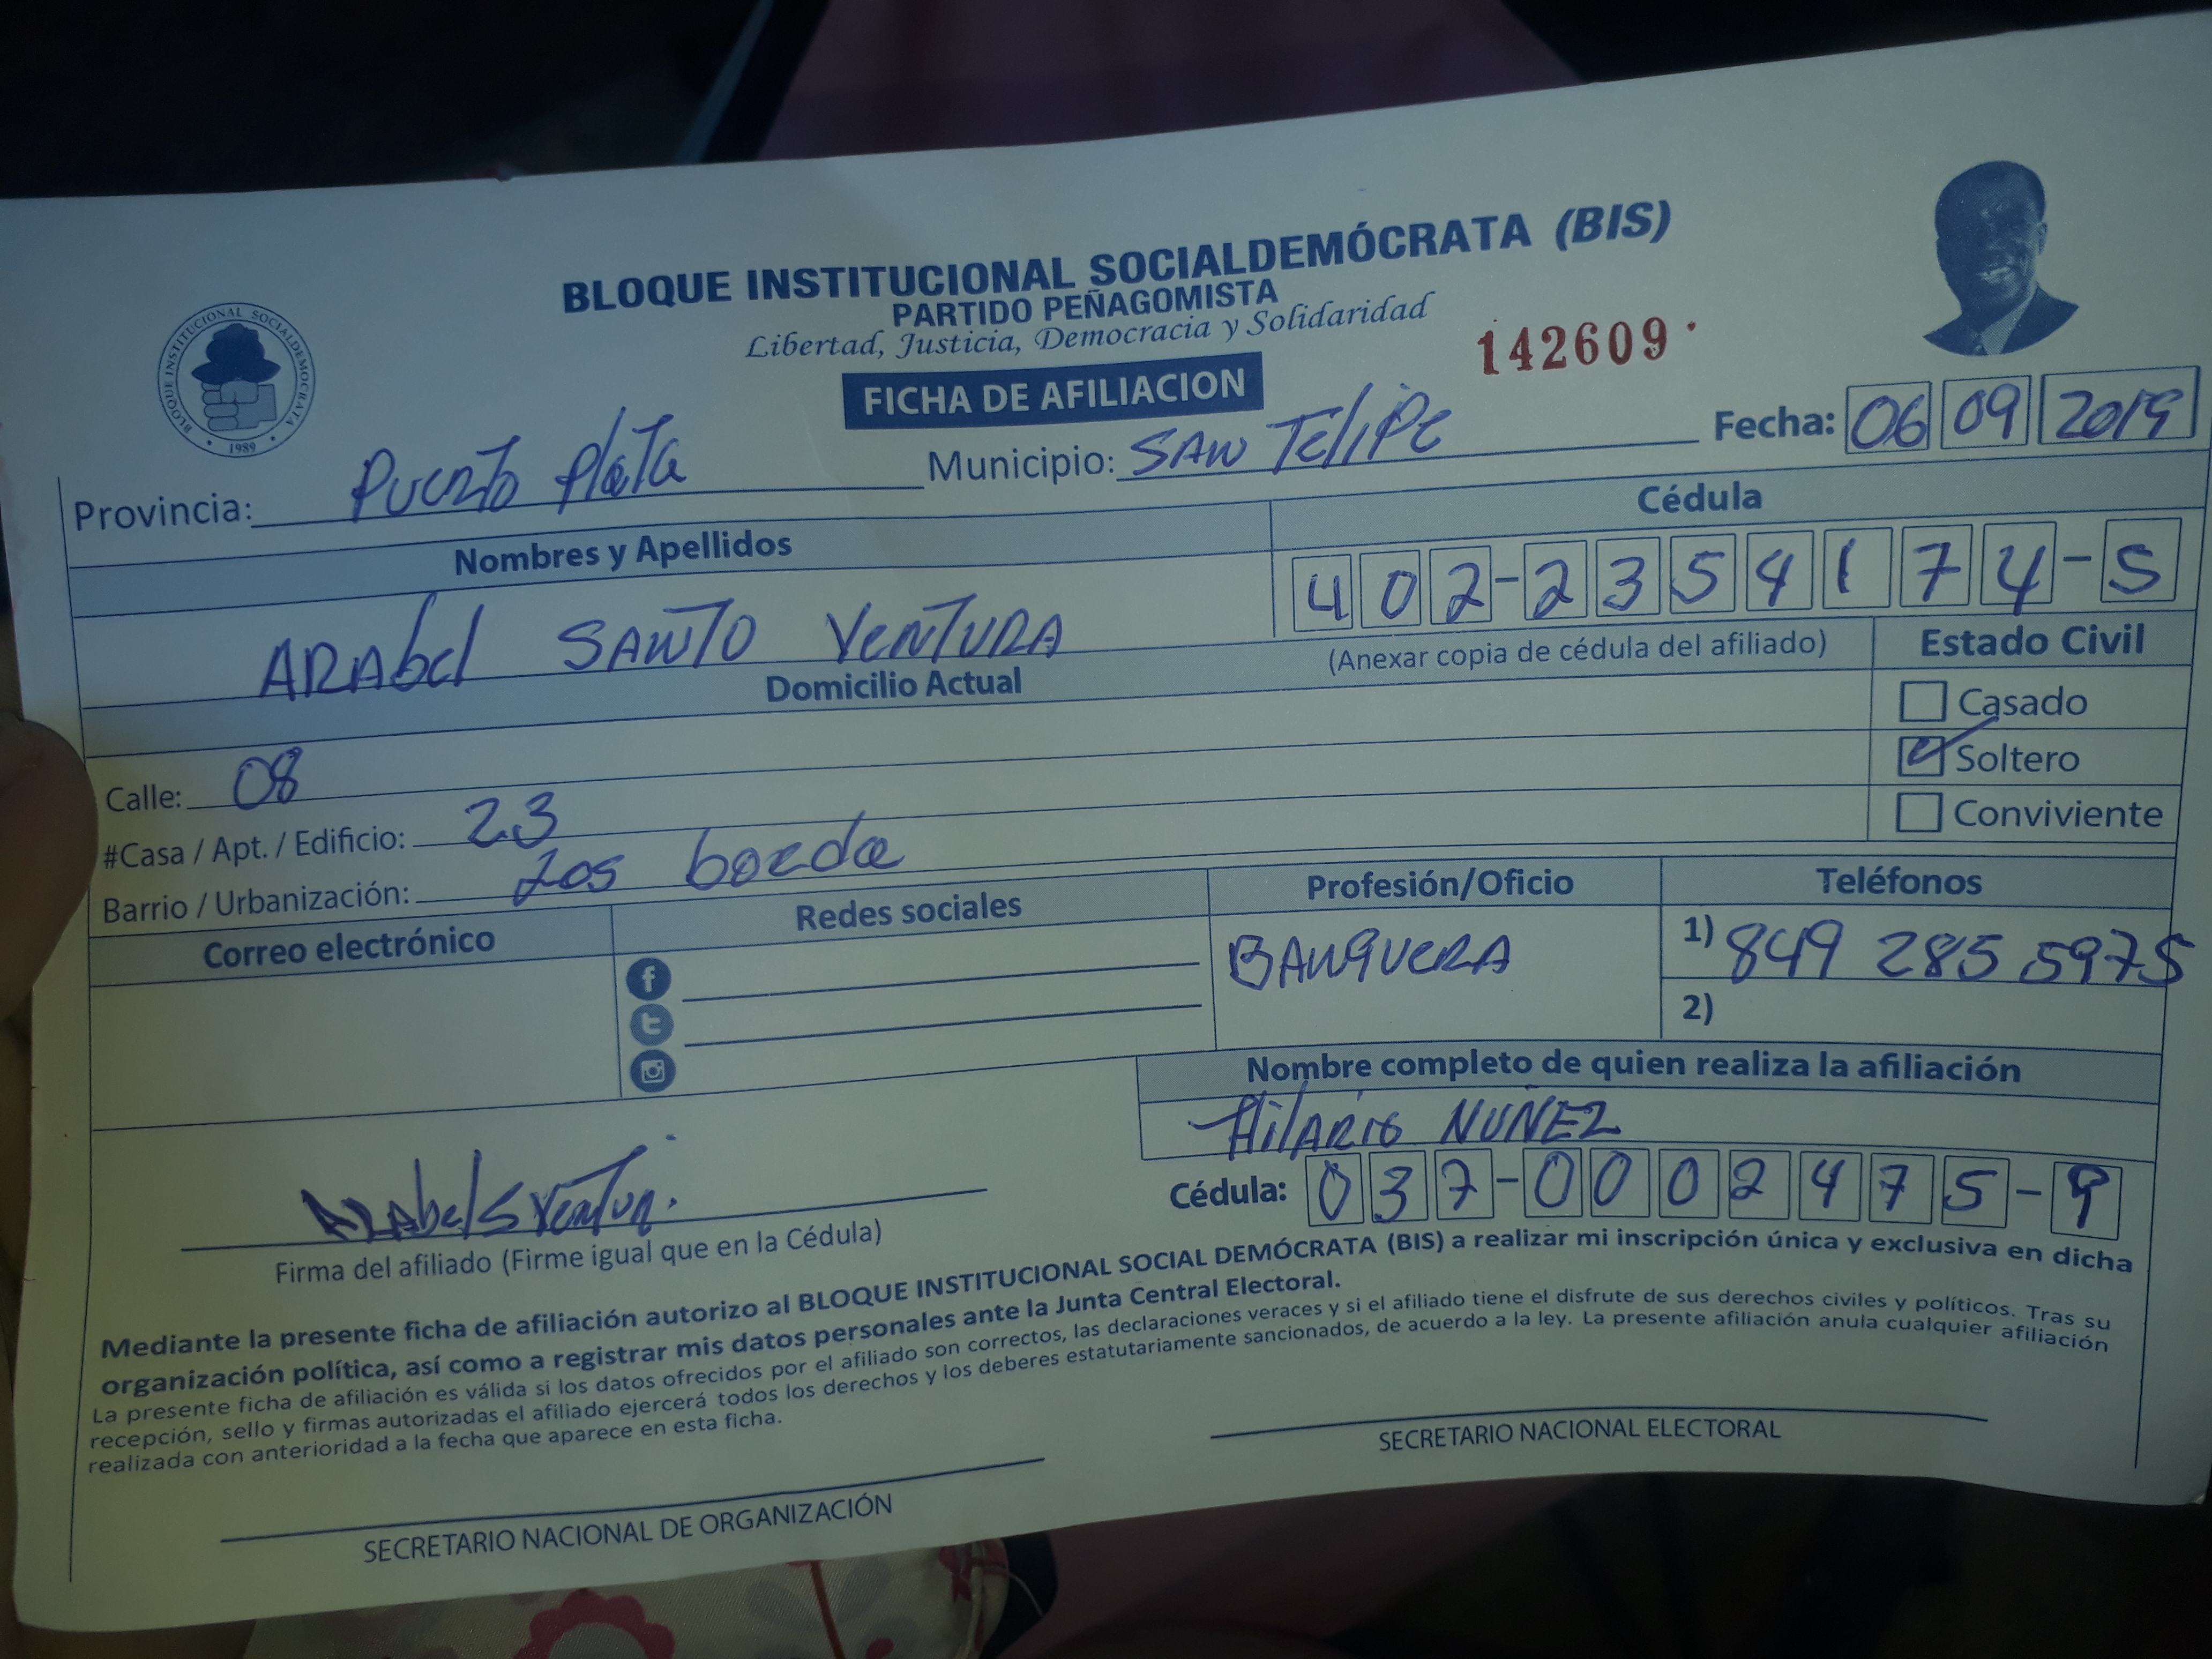 BLOQUE INSTITUCIONAL SOCIALDEMÓCRATA (BIS)
PARTIDO PEÑAGOMISTA
Libertad, Justicia, Democracia y Solidaridad
142609
FICHA DE AFILIACION
BLOQUE INSTITUCIONAL SOCIALDEMOCRATA
1989
Provincia: Puerto Plata Municipio: SAN Telipe Fecha: 06 09 2019
Nombres y Apellidos Cédula
ARAbel SANTO VENTURA 402-2354174-5
(Anexar copia de cédula del afiliado) Estado Civil
Domicilio Actual
Casado
Calle: 08 Soltero
#Casa / Apt. / Edificio: 23 Conviviente
Barrio / Urbanización: Los borda
Correo electrónico Redes sociales Profesión/Oficio Teléfonos
BANQUERA 1) 849 285 5975
2)
Nombre completo de quien realiza la afiliación
HilARio NUNEZ
Cédula: 037-0002475-9
ARAbel S Ventur.
Firma del afiliado (Firme igual que en la Cédula)
Mediante la presente ficha de afiliación autorizo al BLOQUE INSTITUCIONAL SOCIAL DEMÓCRATA (BIS) a realizar mi inscripción única y exclusiva en dicha
organización política, así como a registrar mis datos personales ante la Junta Central Electoral.
La presente ficha de afiliación es válida si los datos ofrecidos por el afiliado son correctos, las declaraciones veraces y si el afiliado tiene el disfrute de sus derechos civiles y políticos. Tras su
recepción, sello y firmas autorizadas el afiliado ejercerá todos los derechos y los deberes estatutariamente sancionados, de acuerdo a la ley. La presente afiliación anula cualquier afiliación
realizada con anterioridad a la fecha que aparece en esta ficha.
SECRETARIO NACIONAL DE ORGANIZACIÓN
SECRETARIO NACIONAL ELECTORAL